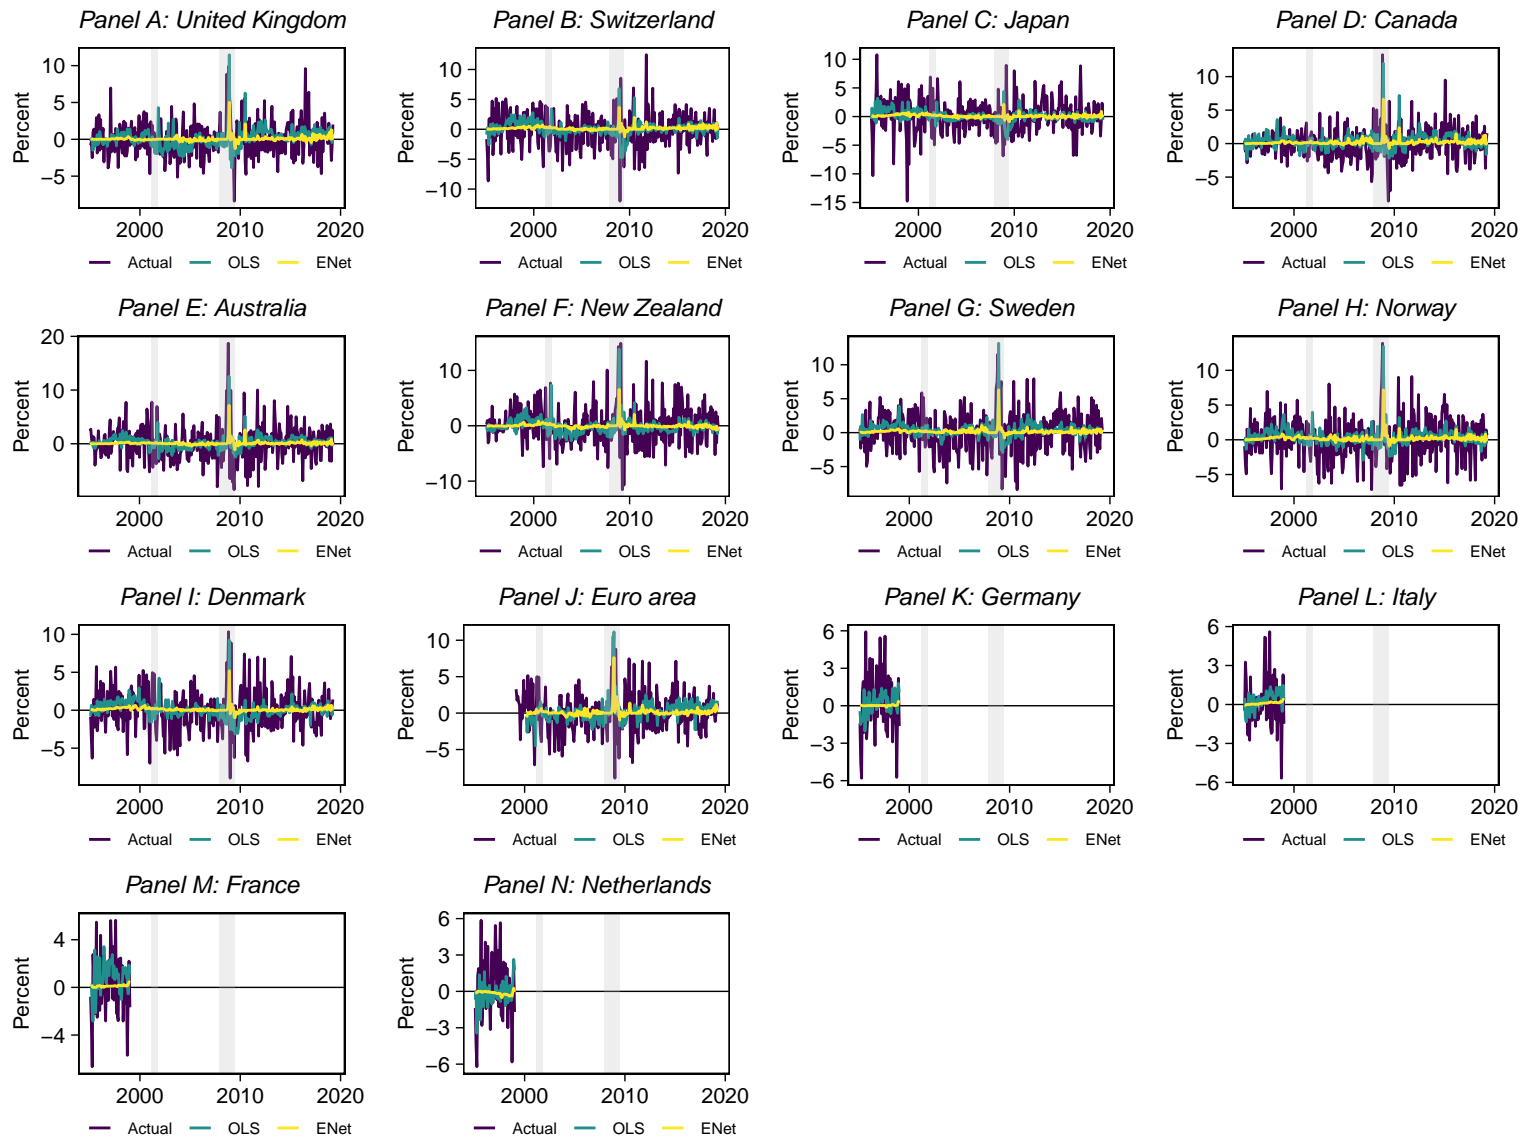 Panel A: United Kingdom
Percent
10
5
0
−5
2000 2010 2020
Actual OLS ENet
Panel B: Switzerland
Percent
10
5
0
−5
−10
2000 2010 2020
Actual OLS ENet
Panel C: Japan
Percent
10
5
0
−5
−10
−15
2000 2010 2020
Actual OLS ENet
Panel D: Canada
Percent
10
5
0
−5
2000 2010 2020
Actual OLS ENet
Panel E: Australia
Percent
20
10
0
2000 2010 2020
Actual OLS ENet
Panel F: New Zealand
Percent
10
0
−10
2000 2010 2020
Actual OLS ENet
Panel G: Sweden
Percent
10
5
0
−5
2000 2010 2020
Actual OLS ENet
Panel H: Norway
Percent
10
5
0
−5
2000 2010 2020
Actual OLS ENet
Panel I: Denmark
Percent
10
5
0
−5
2000 2010 2020
Actual OLS ENet
Panel J: Euro area
Percent
10
5
0
−5
2000 2010 2020
Actual OLS ENet
Panel K: Germany
Percent
6
3
0
−3
−6
2000 2010 2020
Actual OLS ENet
Panel L: Italy
Percent
6
3
0
−3
−6
2000 2010 2020
Actual OLS ENet
Panel M: France
Percent
4
0
−4
2000 2010 2020
Actual OLS ENet
Panel N: Netherlands
Percent
6
3
0
−3
−6
2000 2010 2020
Actual OLS ENet